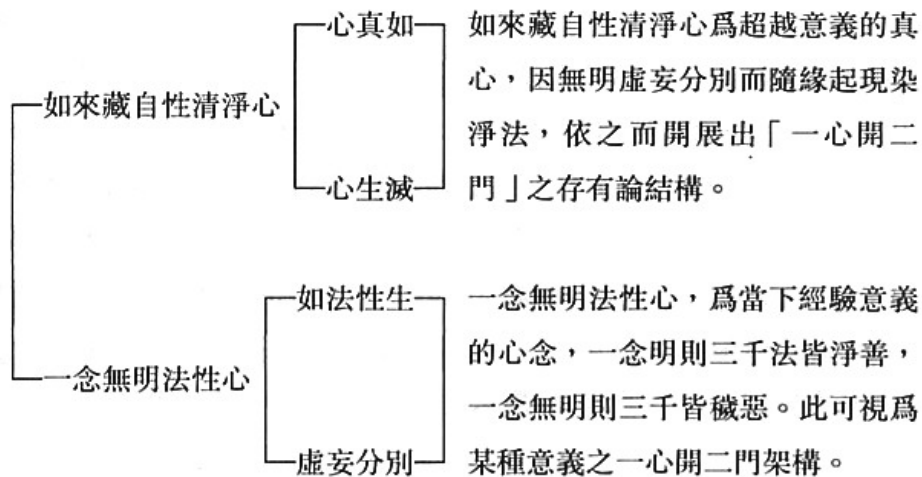 心真如
如來藏自性清淨心爲超越意義的真
心，因無明虛妄分別而隨緣起現染
如來藏自性清淨心
淨法，依之而開展出「一心開二
心生滅
門」之存有論結構。
如法性生
一念無明法性心，爲當下經驗意義
的心念，一念明則三千法皆淨善，
一念無明法性心
一念無明則三千皆穢惡。此可視爲
虛妄分別
某種意義之一心開二門架構。